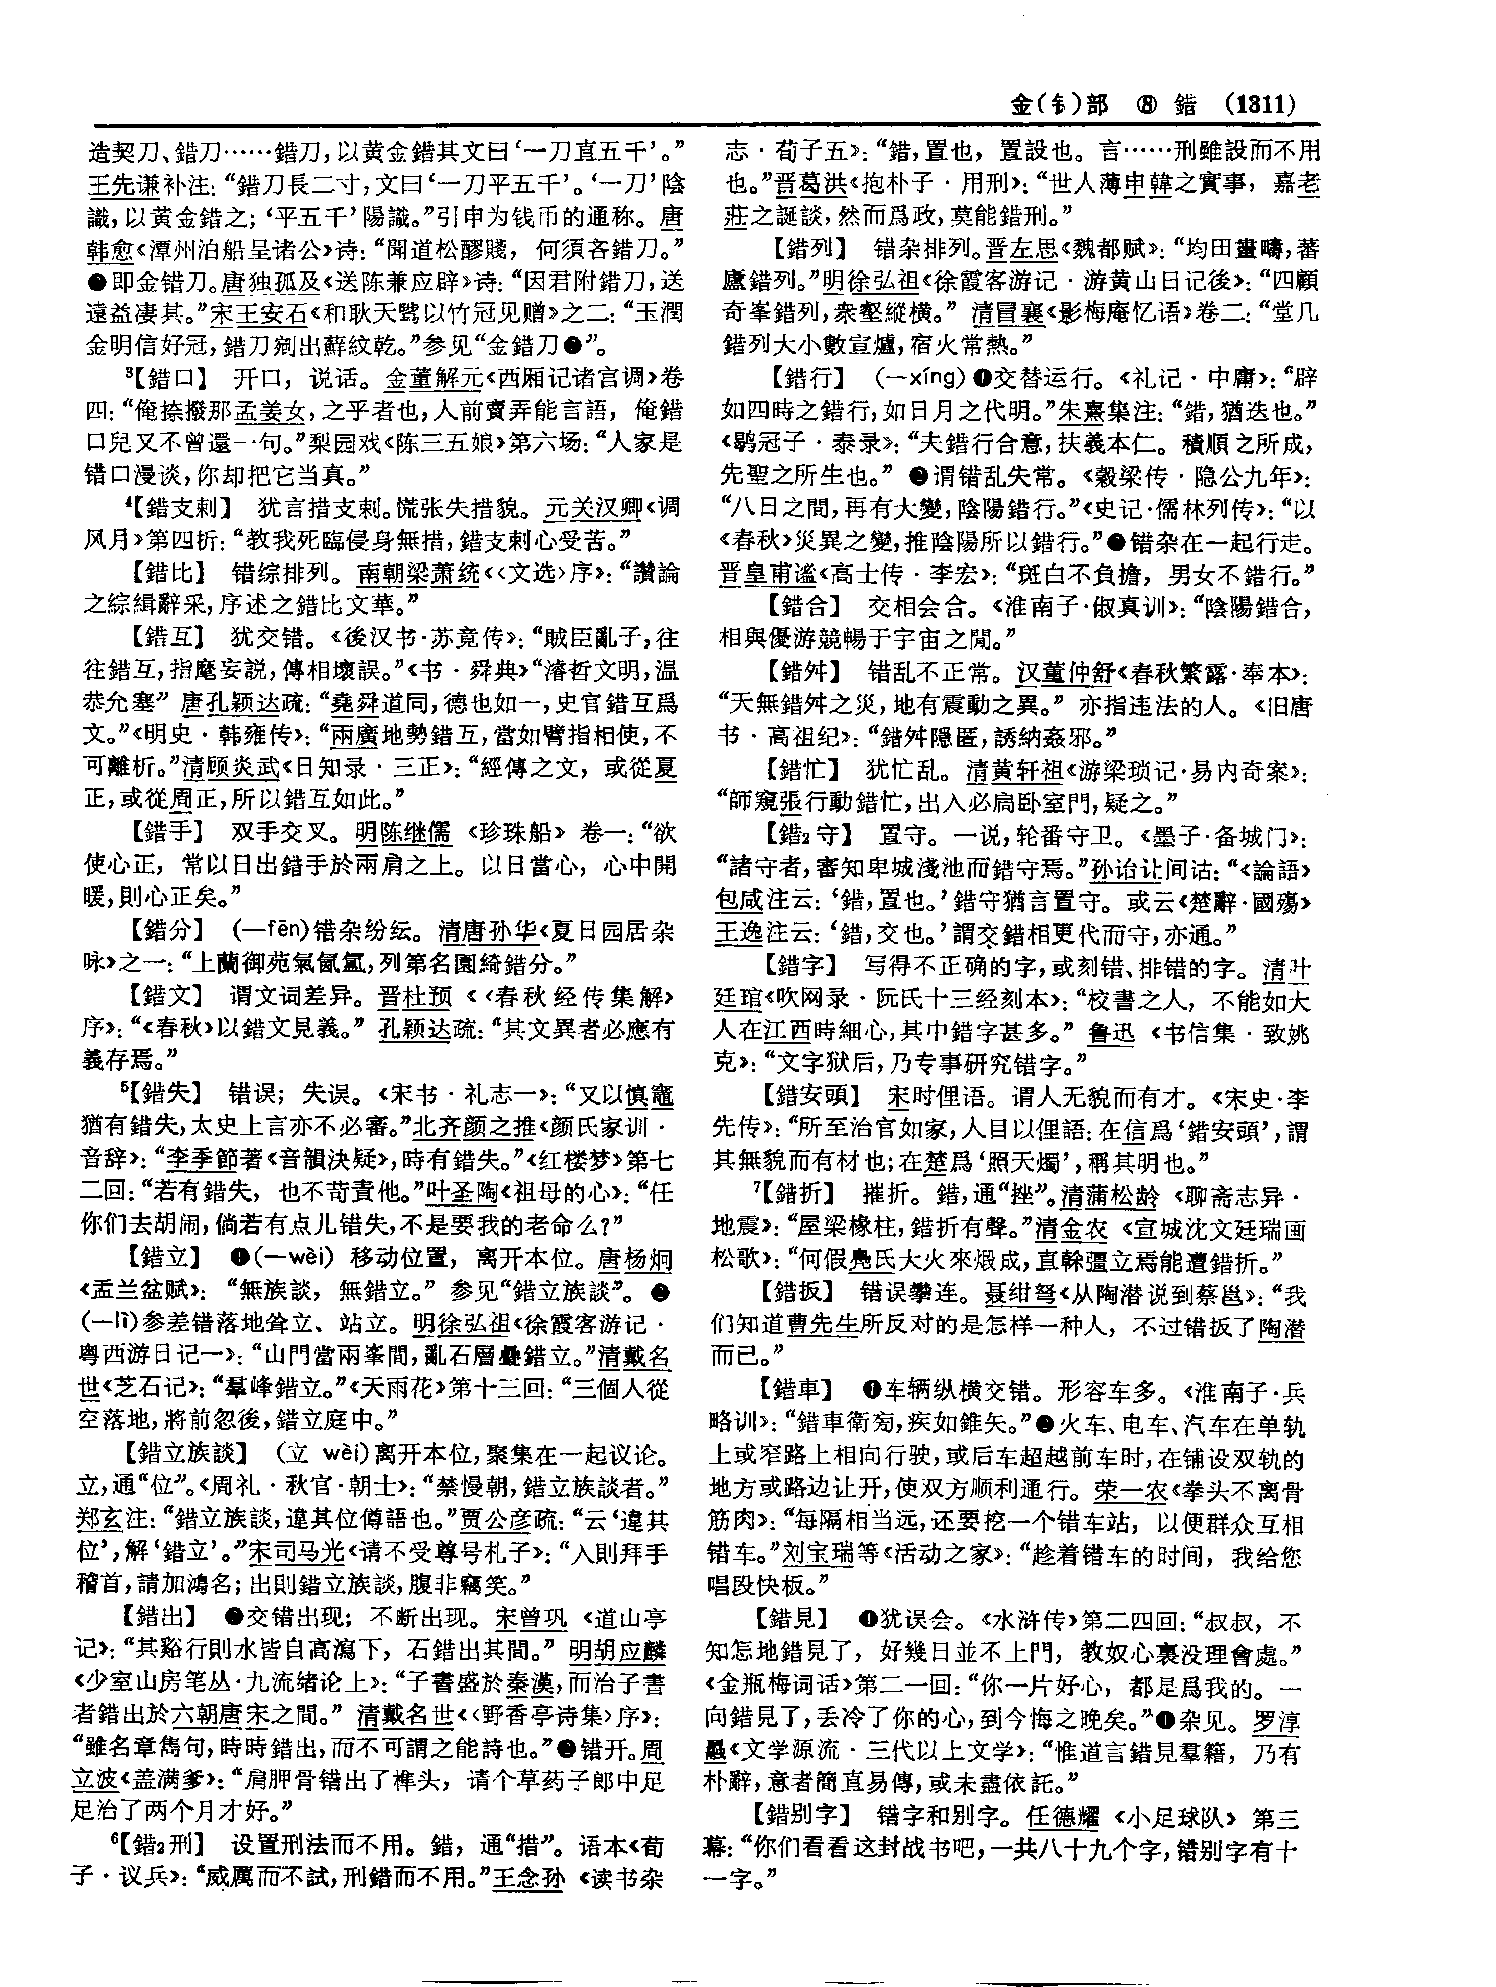 金(钅)部 ⑧ 錯 (1311)
造契刀、錯刀……錯刀,以黄金錯其文曰‘一刀直五千’。”
王先谦补注:“錯刀長二寸,文曰‘一刀平五千’。‘一刀’陰
識,以黄金錯之;‘平五千’陽識。”引申为钱币的通称。唐
韩愈《潭州泊船呈诸公》诗:“聞道松醪賤, 何須吝錯刀。”
❷即金错刀。唐独孤及《送陈兼应辟》诗:“因君附錯刀,送
遠益凄其。”宋王安石《和耿天騭以竹冠见赠》之二:“玉潤
金明信好冠,錯刀剜出蘚紋乾。”参见“金錯刀❷”。
³【錯口】 开口, 说话。金董解元《西厢记诸宫调》卷
四:“俺捺撥那孟姜女,之乎者也,人前賣弄能言語, 俺錯
口兒又不曾還一句。”梨园戏《陈三五娘》第六场:“人家是
错口漫谈,你却把它当真。”
⁴【錯支剌】 犹言措支剌。慌张失措貌。元关汉卿《调
风月》第四折:“教我死臨侵身無措,錯支剌心受苦。”
【錯比】 错综排列。南朝梁萧统《〈文选〉序》:“讚論
之綜緝辭采,序述之錯比文華。”
【錯互】 犹交错。《後汉书·苏竟传》:“賊臣亂子,往
往錯互,指麾妄説,傳相壞誤。”《书·舜典》“濬哲文明,温
恭允塞” 唐孔颖达疏:“堯舜道同,德也如一,史官錯互爲
文。”《明史·韩雍传》:“兩廣地勢錯互,當如臂指相使,不
可離析。”清顾炎武《日知录·三正》:“經傳之文, 或從夏
正,或從周正,所以錯互如此。”
【錯手】 双手交叉。明陈继儒《珍珠船》卷一:“欲
使心正, 常以日出錯手於兩肩之上。以日當心, 心中開
暖,則心正矣。”
【錯分】 (—fēn)错杂纷纭。清唐孙华《夏日园居杂
咏》之一:“上蘭御苑氣氤氲,列第名園綺錯分。”
【錯文】 谓文词差异。晋杜预《〈春秋经传集解〉
序》:“《春秋》以錯文見義。” 孔颖达疏:“其文異者必應有
義存焉。”
⁵【錯失】 错误; 失误。《宋书·礼志一》:“又以慎竈
猶有錯失,太史上言亦不必審。”北齐颜之推《颜氏家训·
音辞》:“李季節著《音韻決疑》,時有錯失。”《红楼梦》第七
二回:“若有錯失, 也不苛責他。”叶圣陶《祖母的心》:“任
你们去胡闹,倘若有点儿错失,不是要我的老命么?”
【錯立】 ❶(—wèi) 移动位置, 离开本位。唐杨炯
《盂兰盆赋》:“無族談, 無錯立。” 参见“錯立族談”。❷
(—lì)参差错落地耸立、站立。明徐弘祖《徐霞客游记·
粤西游日记一》:“山門當兩峯間,亂石層疊錯立。”清戴名
世《芝石记》:“羣峰錯立。”《天雨花》第十三回:“三個人從
空落地,將前忽後,錯立庭中。”
【錯立族談】 (立 wèi)离开本位,聚集在一起议论。
立,通“位”。《周礼·秋官·朝士》:“禁慢朝,錯立族談者。”
郑玄注:“錯立族談,違其位僔語也。”贾公彦疏:“云‘違其
位’,解‘錯立’。”宋司马光《请不受尊号札子》:“入則拜手
稽首,請加鴻名; 出則錯立族談,腹非竊笑。”
【錯出】 ❶交错出现; 不断出现。宋曾巩《道山亭
记》:“其谿行則水皆自高瀉下, 石錯出其間。” 明胡应麟
《少室山房笔丛·九流绪论上》:“子書盛於秦漢,而治子書
者錯出於六朝唐宋之間。” 清戴名世《〈野香亭诗集〉序》:
“雖名章雋句,時時錯出,而不可謂之能詩也。”❷错开。周
立波《盖满爹》:“肩胛骨错出了榫头, 请个草药子郎中足
足治了两个月才好。”
⁶【錯₂刑】 设置刑法而不用。錯, 通“措”。语本《荀
子·议兵》:“威厲而不試,刑錯而不用。”王念孙《读书杂
志·荀子五》:“錯,置也, 置設也。言……刑雖設而不用
也。”晋葛洪《抱朴子·用刑》:“世人薄申韓之實事, 嘉老
莊之誕談,然而爲政,莫能錯刑。”
【錯列】 错杂排列。晋左思《魏都赋》:“均田畫疇,蕃
廬錯列。”明徐弘祖《徐霞客游记·游黄山日记後》:“四顧
奇峯錯列,衆壑縱横。” 清冒襄《影梅庵忆语》卷二:“堂几
錯列大小數宣爐,宿火常熱。”
【錯行】 (—xíng)❶交替运行。《礼记·中庸》:“辟
如四時之錯行,如日月之代明。”朱熹集注:“錯,猶迭也。”
《鹖冠子·泰录》:“夫錯行合意,扶義本仁。積順之所成,
先聖之所生也。” ❷谓错乱失常。《穀梁传·隐公九年》:
“八日之間,再有大變,陰陽錯行。”《史记·儒林列传》:“以
《春秋》災異之變,推陰陽所以錯行。”❸错杂在一起行走。
晋皇甫谧《高士传·李宏》:“斑白不負擔, 男女不錯行。”
【錯合】 交相会合。《淮南子·俶真训》:“陰陽錯合,
相與優游競暢于宇宙之間。”
【錯舛】 错乱不正常。汉董仲舒《春秋繁露·奉本》:
“天無錯舛之災,地有震動之異。” 亦指违法的人。《旧唐
书·高祖纪》:“錯舛隱匿,誘納姦邪。”
【錯忙】 犹忙乱。清黄轩祖《游梁琐记·易内奇案》:
“師窺張行動錯忙,出入必扃卧室門,疑之。”
【錯₂守】 置守。一说,轮番守卫。《墨子·备城门》:
“諸守者,審知卑城淺池而錯守焉。”孙诒让间诂:“《論語》
包咸注云:‘錯,置也。’錯守猶言置守。或云《楚辭·國殤》
王逸注云:‘錯,交也。’謂交錯相更代而守,亦通。”
【錯字】 写得不正确的字,或刻错、排错的字。清叶
廷琯《吹网录·阮氏十三经刻本》:“校書之人, 不能如大
人在江西時細心,其中錯字甚多。” 鲁迅《书信集·致姚
克》:“文字狱后,乃专事研究错字。”
【錯安頭】 宋时俚语。谓人无貌而有才。《宋史·李
先传》:“所至治官如家,人目以俚語:在信爲‘錯安頭’,謂
其無貌而有材也;在楚爲‘照天燭’,稱其明也。”
⁷【錯折】 摧折。錯,通“挫”。清蒲松龄《聊斋志异·
地震》:“屋梁椽柱,錯折有聲。”清金农《宣城沈文廷瑞画
松歌》:“何假鳧氏大火來煅成,直榦彊立焉能遭錯折。”
【錯扳】 错误攀连。聂绀弩《从陶潜说到蔡邕》:“我
们知道曹先生所反对的是怎样一种人, 不过错扳了陶潜
而已。”
【錯車】 ❶车辆纵横交错。形容车多。《淮南子·兵
略训》:“錯車衛旁,疾如錐矢。”❷火车、电车、汽车在单轨
上或窄路上相向行驶,或后车超越前车时,在铺设双轨的
地方或路边让开,使双方顺利通行。荣一农《拳头不离骨
筋肉》:“每隔相当远,还要挖一个错车站, 以便群众互相
错车。”刘宝瑞等《活动之家》:“趁着错车的时间, 我给您
唱段快板。”
【錯見】 ❶犹误会。《水浒传》第二四回:“叔叔, 不
知怎地錯見了, 好幾日並不上門, 教奴心裏没理會處。”
《金瓶梅词话》第二一回:“你一片好心, 都是爲我的。一
向錯見了,丢冷了你的心,到今悔之晚矣。”❷杂见。罗惇
曧《文学源流·三代以上文学》:“惟道言錯見羣籍, 乃有
朴辭,意者簡直易傳,或未盡依託。”
【錯别字】 错字和别字。任德耀《小足球队》第三
幕:“你们看看这封战书吧,一共八十九个字,错别字有十
一字。”